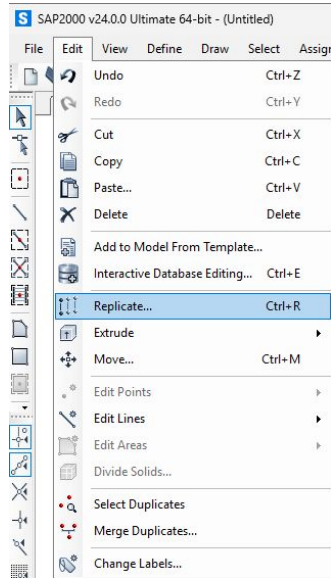 SAP2000 v24.0.0 Ultimate 64-bit - (Untitled)
File Edit View Define Draw Select Assig
Undo Ctrl+Z
Redo Ctrl+Y
Cut Ctrl+X
Copy Ctrl+C
Paste... Ctrl+V
Delete Delete
Add to Model From Template...
Interactive Database Editing... Ctrl+E
Replicate... Ctrl+R
Extrude
Move... Ctrl+M
Edit Points
Edit Lines
Edit Areas
Divide Solids...
Select Duplicates
Merge Duplicates...
Change Labels...